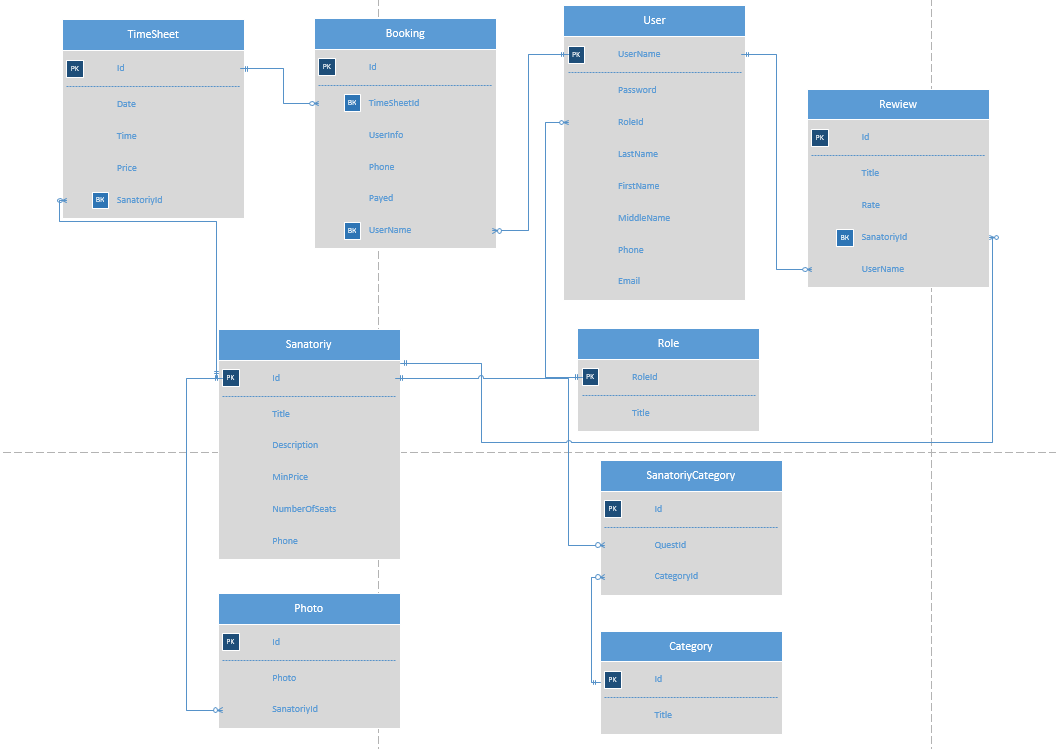 TimeSheet
PK Id
Date
Time
Price
BK SanatoriyId
Booking
PK Id
BK TimeSheetId
UserInfo
Phone
Payed
BK UserName
User
PK UserName
Password
RoleId
LastName
FirstName
MiddleName
Phone
Email
Rewiew
PK Id
Title
Rate
BK SanatoriyId
UserName
Sanatoriy
PK Id
Title
Description
MinPrice
NumberOfSeats
Phone
Role
PK RoleId
Title
SanatoriyCategory
PK Id
QuestId
CategoryId
Photo
PK Id
Photo
SanatoriyId
Category
PK Id
Title